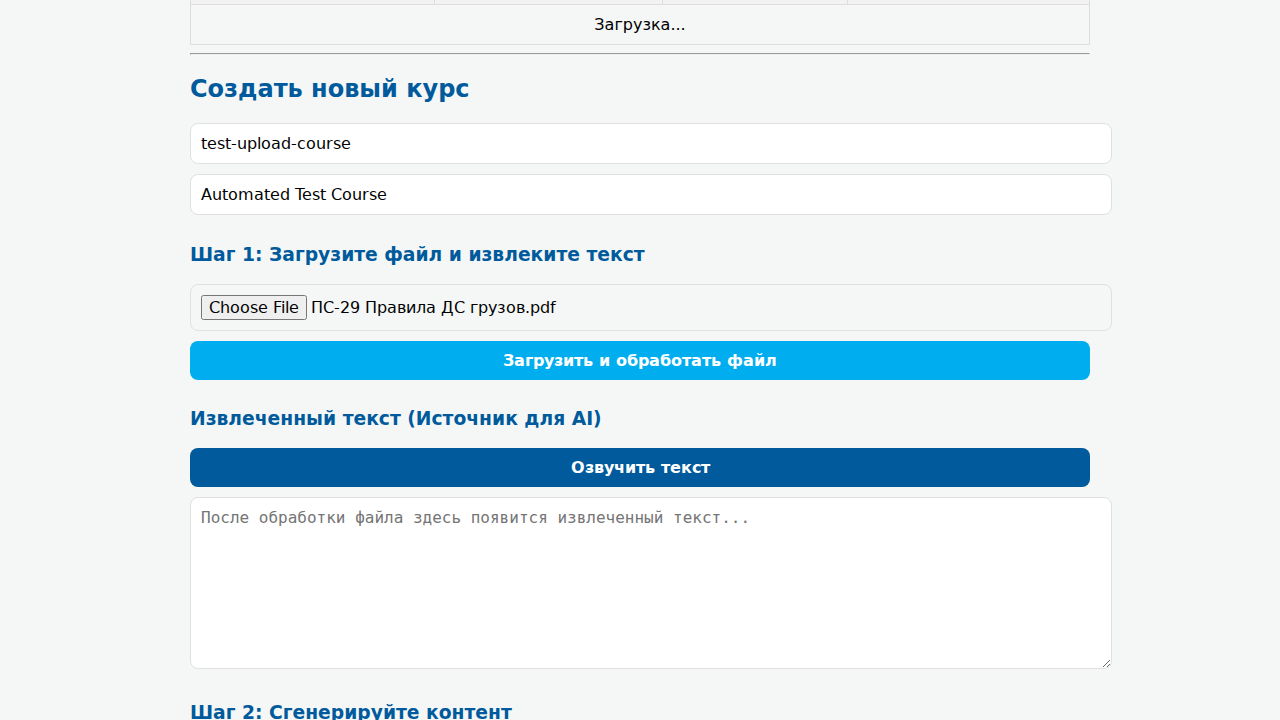 Загрузка...
Создать новый курс
test-upload-course
Automated Test Course
Шаг 1: Загрузите файл и извлеките текст
Choose File ПС-29 Правила ДС грузов.pdf
Загрузить и обработать файл
Извлеченный текст (Источник для AI)
Озвучить текст
После обработки файла здесь появится извлеченный текст...
Шаг 2: Сгенерируйте контент